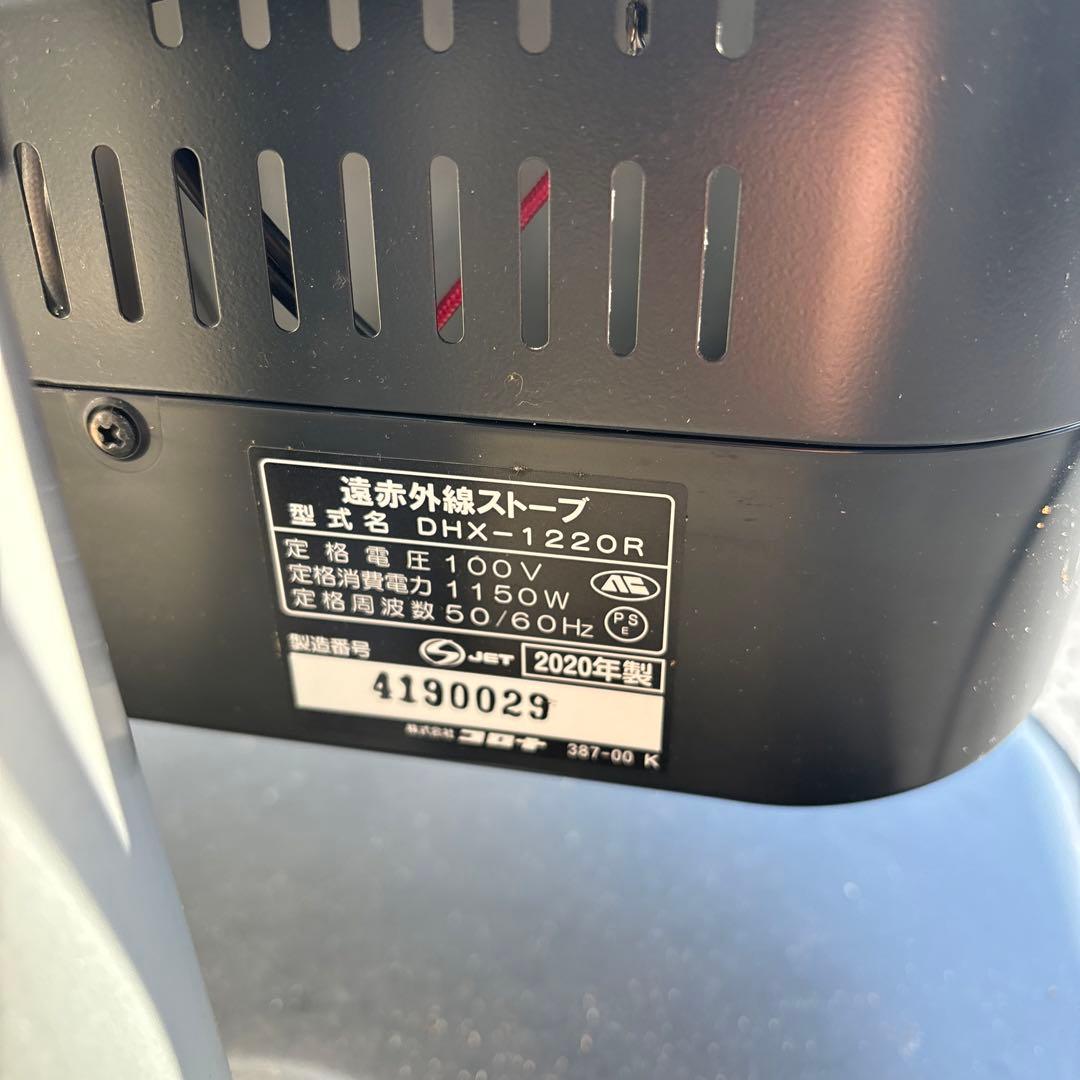 遠赤外線ストーブ
型式名 DHX-1220R
定格電圧 100V
定格消費電力 1150W
定格周波数 50/60Hz
PSE
製造番号 S JET 2020年製
4190029
株式会社 コロナ 387-00 K